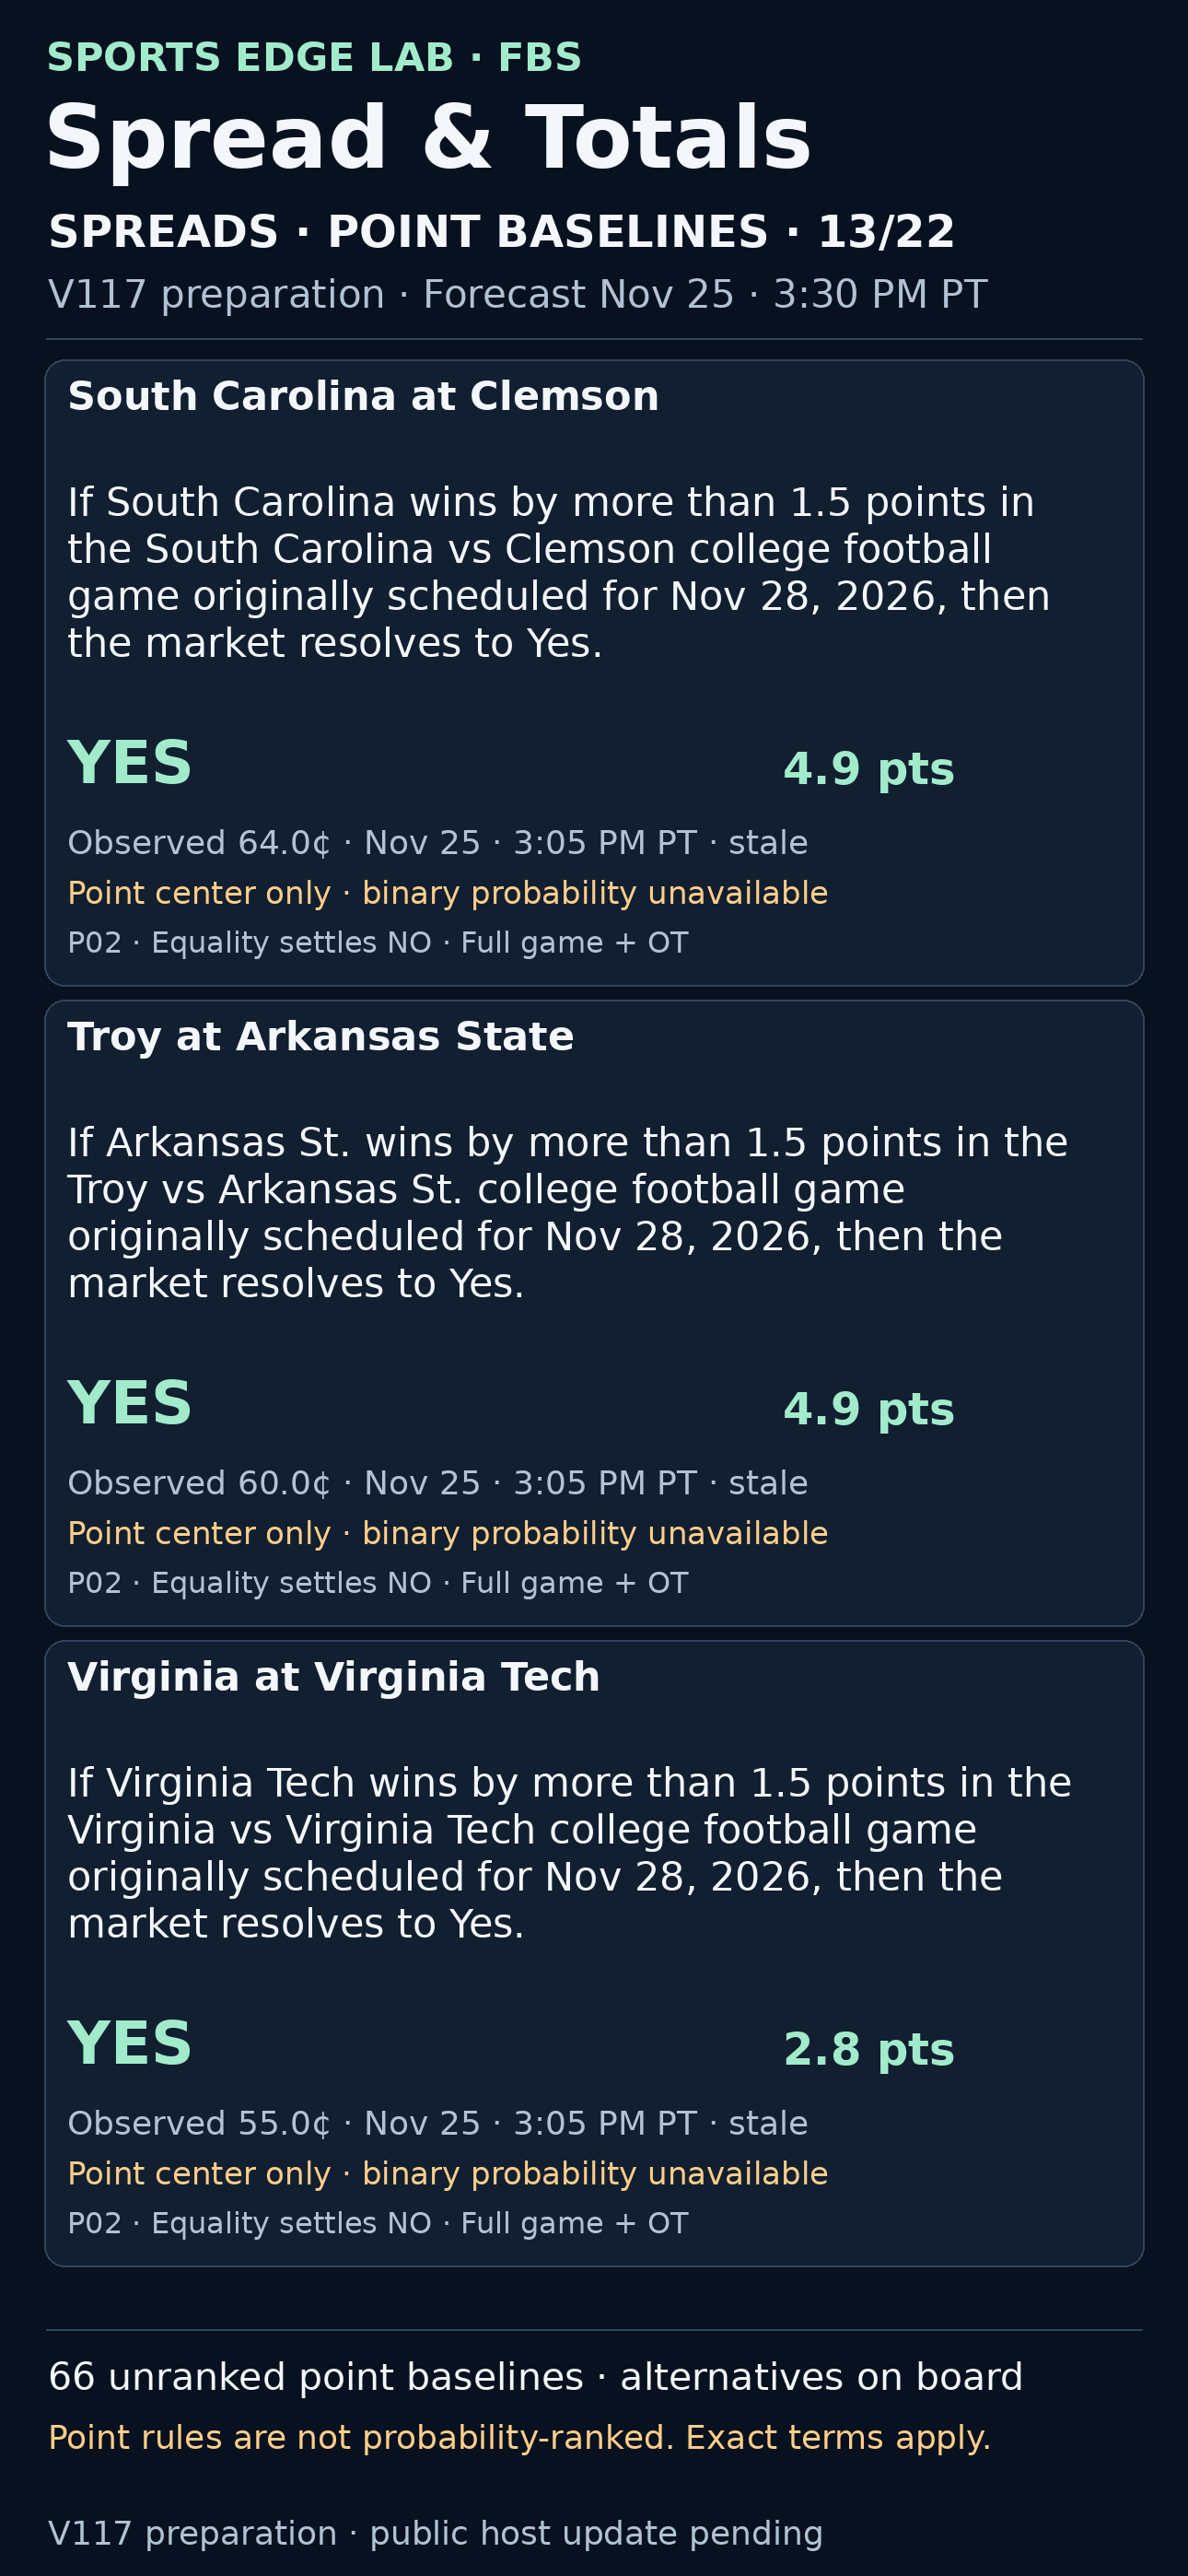 SPORTS EDGE LAB · FBS
Spread & Totals
SPREADS · POINT BASELINES · 13/22
V117 preparation · Forecast Nov 25 · 3:30 PM PT
South Carolina at Clemson
If South Carolina wins by more than 1.5 points in
the South Carolina vs Clemson college football
game originally scheduled for Nov 28, 2026, then
the market resolves to Yes.
YES 4.9 pts
Observed 64.0¢ · Nov 25 · 3:05 PM PT · stale
Point center only · binary probability unavailable
P02 · Equality settles NO · Full game + OT
Troy at Arkansas State
If Arkansas St. wins by more than 1.5 points in the
Troy vs Arkansas St. college football game
originally scheduled for Nov 28, 2026, then the
market resolves to Yes.
YES 4.9 pts
Observed 60.0¢ · Nov 25 · 3:05 PM PT · stale
Point center only · binary probability unavailable
P02 · Equality settles NO · Full game + OT
Virginia at Virginia Tech
If Virginia Tech wins by more than 1.5 points in the
Virginia vs Virginia Tech college football game
originally scheduled for Nov 28, 2026, then the
market resolves to Yes.
YES 2.8 pts
Observed 55.0¢ · Nov 25 · 3:05 PM PT · stale
Point center only · binary probability unavailable
P02 · Equality settles NO · Full game + OT
66 unranked point baselines · alternatives on board
Point rules are not probability-ranked. Exact terms apply.
V117 preparation · public host update pending